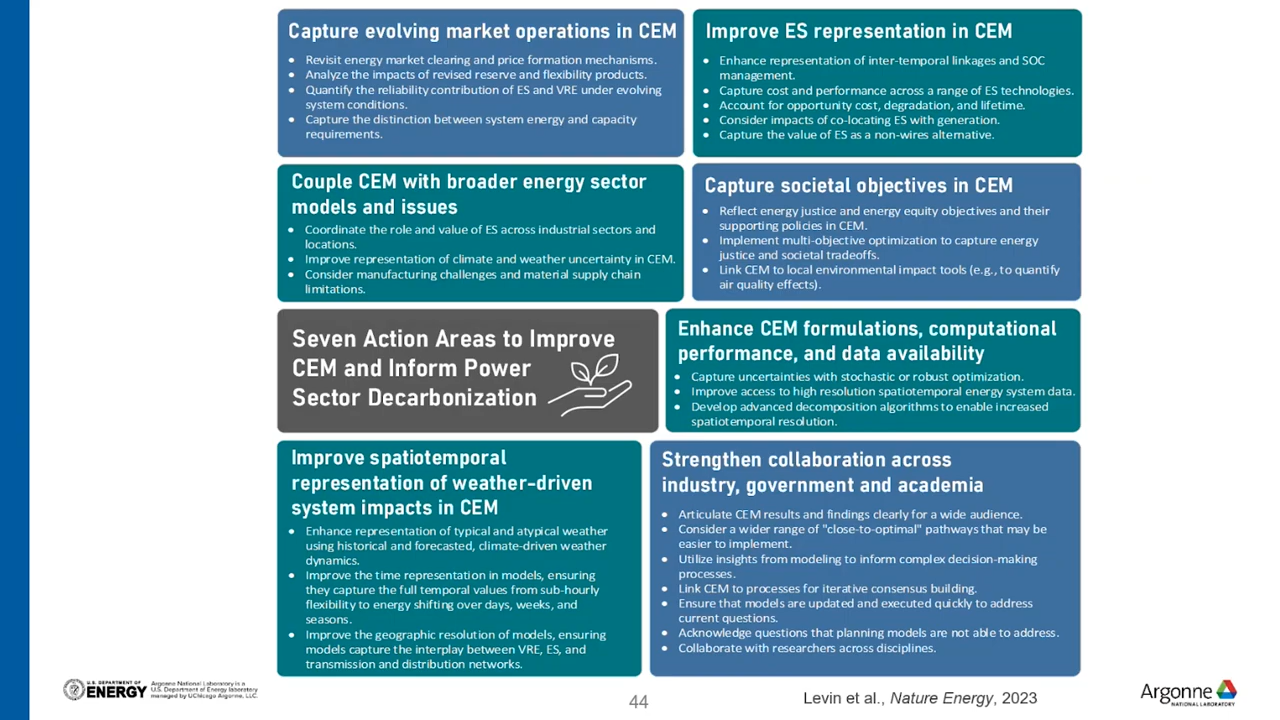 Capture evolving market operations in CEM
• Revisit energy market clearing and price formation mechanisms.
• Analyze the impacts of revised reserve and flexibility products.
• Quantify the reliability contribution of ES and VRE under evolving
system conditions.
• Capture the distinction between system energy and capacity
requirements.
Improve ES representation in CEM
• Enhance representation of inter-temporal linkages and SOC
management.
• Capture cost and performance across a range of ES technologies.
• Account for opportunity cost, degradation, and lifetime.
• Consider impacts of co-locating ES with generation.
• Capture the value of ES as a non-wires alternative.
Couple CEM with broader energy sector
models and issues
• Coordinate the role and value of ES across industrial sectors and
locations.
• Improve representation of climate and weather uncertainty in CEM.
• Consider manufacturing challenges and material supply chain
limitations.
Capture societal objectives in CEM
• Reflect energy justice and energy equity objectives and their
supporting policies in CEM.
• Implement multi-objective optimization to capture energy
justice and societal tradeoffs.
• Link CEM to local environmental impact tools (e.g., to quantify
air quality effects).
Seven Action Areas to Improve
CEM and Inform Power
Sector Decarbonization
Enhance CEM formulations, computational
performance, and data availability
• Capture uncertainties with stochastic or robust optimization.
• Improve access to high resolution spatiotemporal energy system data.
• Develop advanced decomposition algorithms to enable increased
spatiotemporal resolution.
Improve spatiotemporal
representation of weather-driven
system impacts in CEM
• Enhance representation of typical and atypical weather
using historical and forecasted, climate-driven weather
dynamics.
• Improve the time representation in models, ensuring
they capture the full temporal values from sub-hourly
flexibility to energy shifting over days, weeks, and
seasons.
• Improve the geographic resolution of models, ensuring
models capture the interplay between VRE, ES, and
transmission and distribution networks.
Strengthen collaboration across
industry, government and academia
• Articulate CEM results and findings clearly for a wide audience.
• Consider a wider range of "close-to-optimal" pathways that may be
easier to implement.
• Utilize insights from modeling to inform complex decision-making
processes.
• Link CEM to processes for iterative consensus building.
• Ensure that models are updated and executed quickly to address
current questions.
• Acknowledge questions that planning models are not able to address.
• Collaborate with researchers across disciplines.
U.S. DEPARTMENT OF
ENERGY
Argonne National Laboratory is a
U.S. Department of Energy laboratory
managed by UChicago Argonne, LLC.
44
Levin et al., Nature Energy, 2023
Argonne
NATIONAL LABORATORY